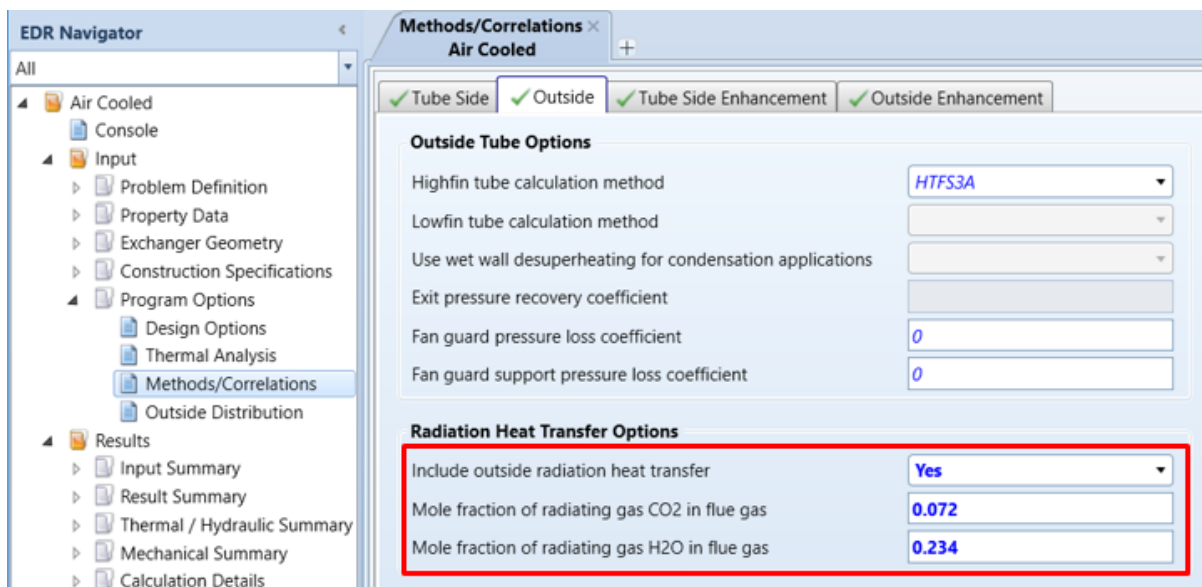 EDR Navigator
All
Air Cooled
Console
Input
Problem Definition
Property Data
Exchanger Geometry
Construction Specifications
Program Options
Design Options
Thermal Analysis
Methods/Correlations
Outside Distribution
Results
Input Summary
Result Summary
Thermal / Hydraulic Summary
Mechanical Summary
Calculation Details
Methods/Correlations
Air Cooled
Tube Side Outside Tube Side Enhancement Outside Enhancement
Outside Tube Options
Highfin tube calculation method HTFS3A
Lowfin tube calculation method
Use wet wall desuperheating for condensation applications
Exit pressure recovery coefficient
Fan guard pressure loss coefficient 0
Fan guard support pressure loss coefficient 0
Radiation Heat Transfer Options
Include outside radiation heat transfer Yes
Mole fraction of radiating gas CO2 in flue gas 0.072
Mole fraction of radiating gas H2O in flue gas 0.234